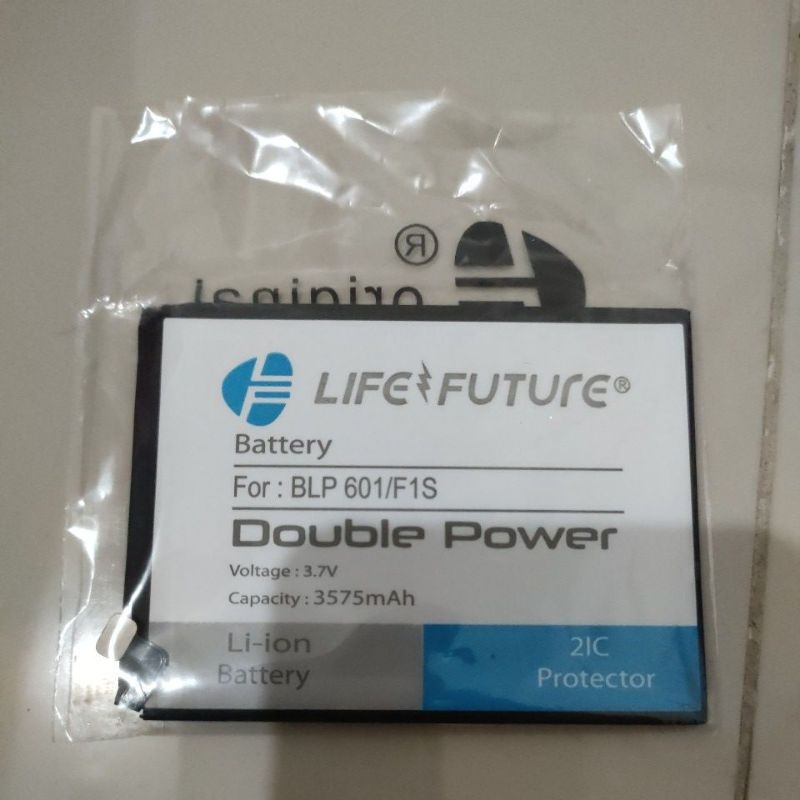 ®
original
LIFE FUTURE®
Battery
For : BLP 601/F1S
Double Power
Voltage : 3.7V
Capacity : 3575mAh
Li-ion
Battery
2IC
Protector